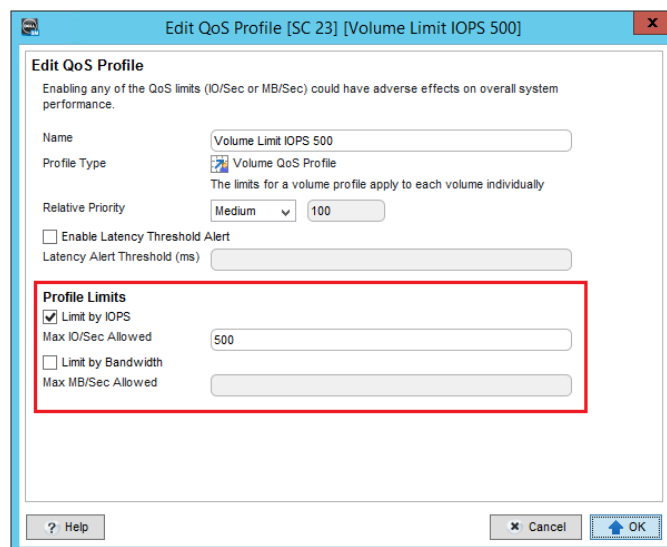 Edit QoS Profile [SC 23] [Volume Limit IOPS 500]
x
Edit QoS Profile
Enabling any of the QoS limits (IO/Sec or MB/Sec) could have adverse effects on overall system
performance.
Name
Volume Limit IOPS 500
Profile Type
Volume QoS Profile
The limits for a volume profile apply to each volume individually
Relative Priority
Medium
100
Enable Latency Threshold Alert
Latency Alert Threshold (ms)
Profile Limits
Limit by IOPS
Max IO/Sec Allowed
500
Limit by Bandwidth
Max MB/Sec Allowed
? Help
Cancel
OK